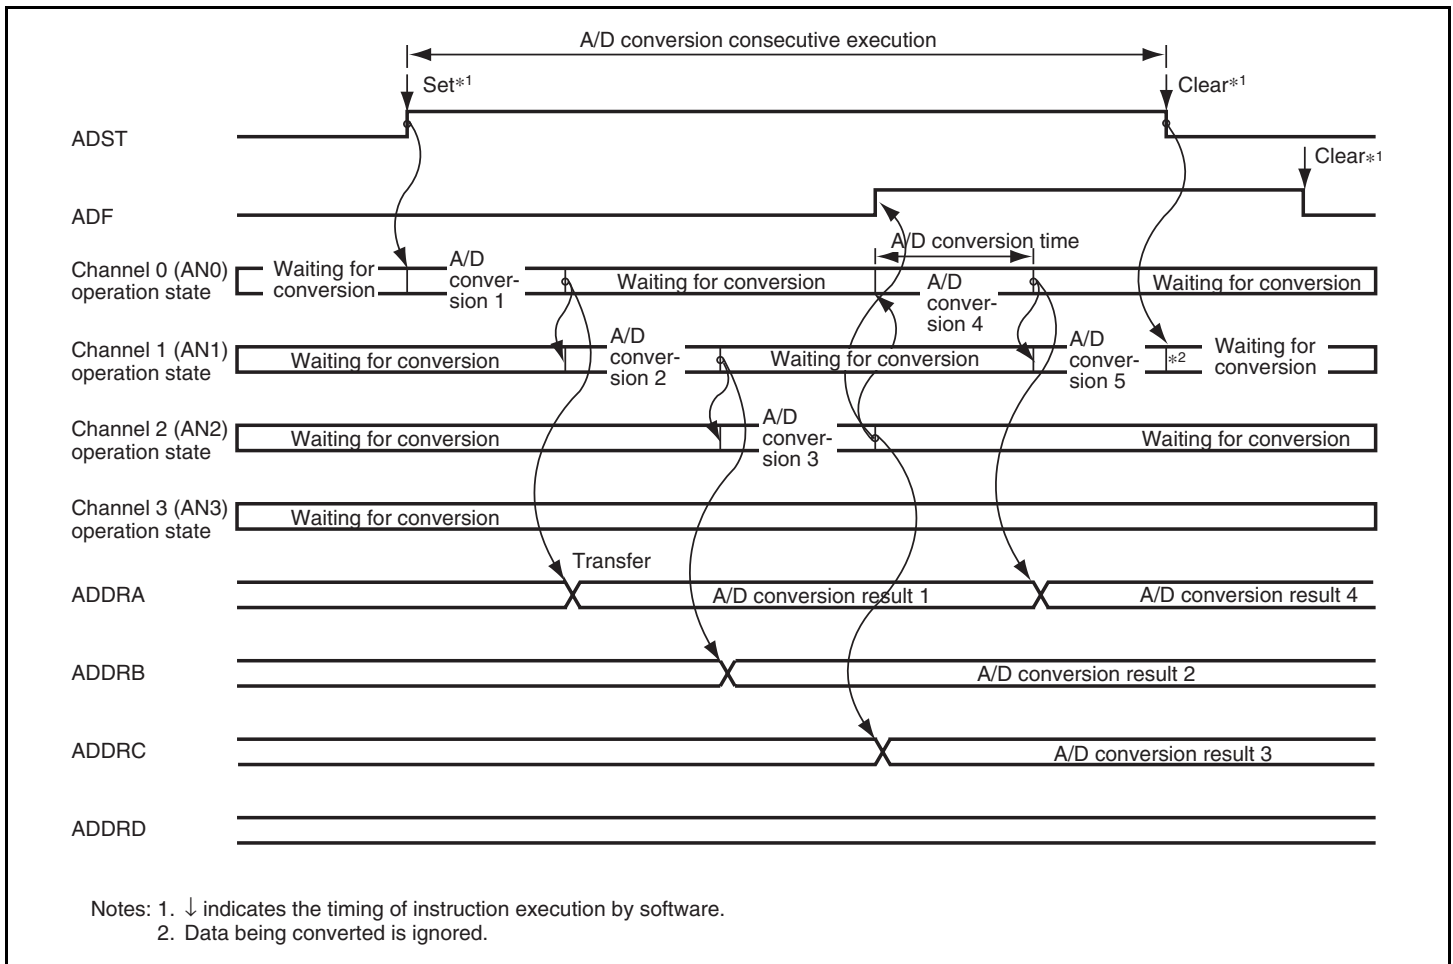 A/D conversion consecutive execution
Set*1
Clear*1
ADST
Clear*1
ADF
A/D conversion time
Channel 0 (AN0)
operation state
Waiting for
conversion
A/D
conver-
sion 1
Waiting for conversion
A/D
conver-
sion 4
Waiting for conversion
Channel 1 (AN1)
operation state
Waiting for conversion
A/D
conver-
sion 2
Waiting for conversion
A/D
conver-
sion 5
*2
Waiting for
conversion
Channel 2 (AN2)
operation state
Waiting for conversion
A/D
conver-
sion 3
Waiting for conversion
Channel 3 (AN3)
operation state
Waiting for conversion
Transfer
ADDRA
A/D conversion result 1
A/D conversion result 4
ADDRB
A/D conversion result 2
ADDRC
A/D conversion result 3
ADDRD
Notes: 1. ↓ indicates the timing of instruction execution by software.
2. Data being converted is ignored.